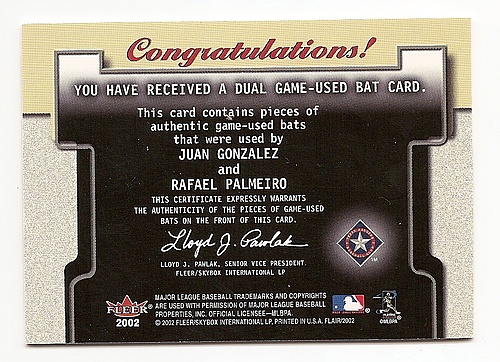 Congratulations!
YOU HAVE RECEIVED A DUAL GAME-USED BAT CARD.
This card contains pieces of
authentic game-used bats
that were used by
JUAN GONZALEZ
and
RAFAEL PALMEIRO
THIS CERTIFICATE EXPRESSLY WARRANTS
THE AUTHENTICITY OF THE PIECES OF GAME-USED
BATS ON THE FRONT OF THIS CARD.
Lloyd J. Pawlak
LLOYD J. PAWLAK, SENIOR VICE PRESIDENT
FLEER/SKYBOX INTERNATIONAL LP
FLEER
2002
MAJOR LEAGUE BASEBALL TRADEMARKS AND COPYRIGHTS
ARE USED WITH PERMISSION OF MAJOR LEAGUE BASEBALL
PROPERTIES, INC. OFFICIAL LICENSEE—MLBPA.
© 2002 FLEER/SKYBOX INTERNATIONAL LP, PRINTED IN U.S.A. FLAIR/2002
©MLBPA